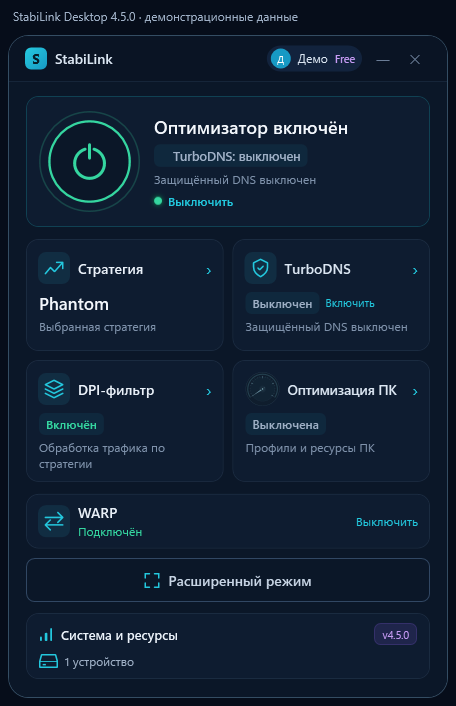 StabiLink Desktop 4.5.0 · демонстрационные данные
S StabiLink
Д Демо Free
Оптимизатор включён
TurboDNS: выключен
Защищённый DNS выключен
Выключить
Стратегия
Phantom
Выбранная стратегия
TurboDNS
Выключен Включить
Защищённый DNS выключен
DPI-фильтр
Включён
Обработка трафика по
стратегии
Оптимизация ПК
Выключена
Профили и ресурсы ПК
WARP
Подключён
Выключить
Расширенный режим
Система и ресурсы
v4.5.0
1 устройство